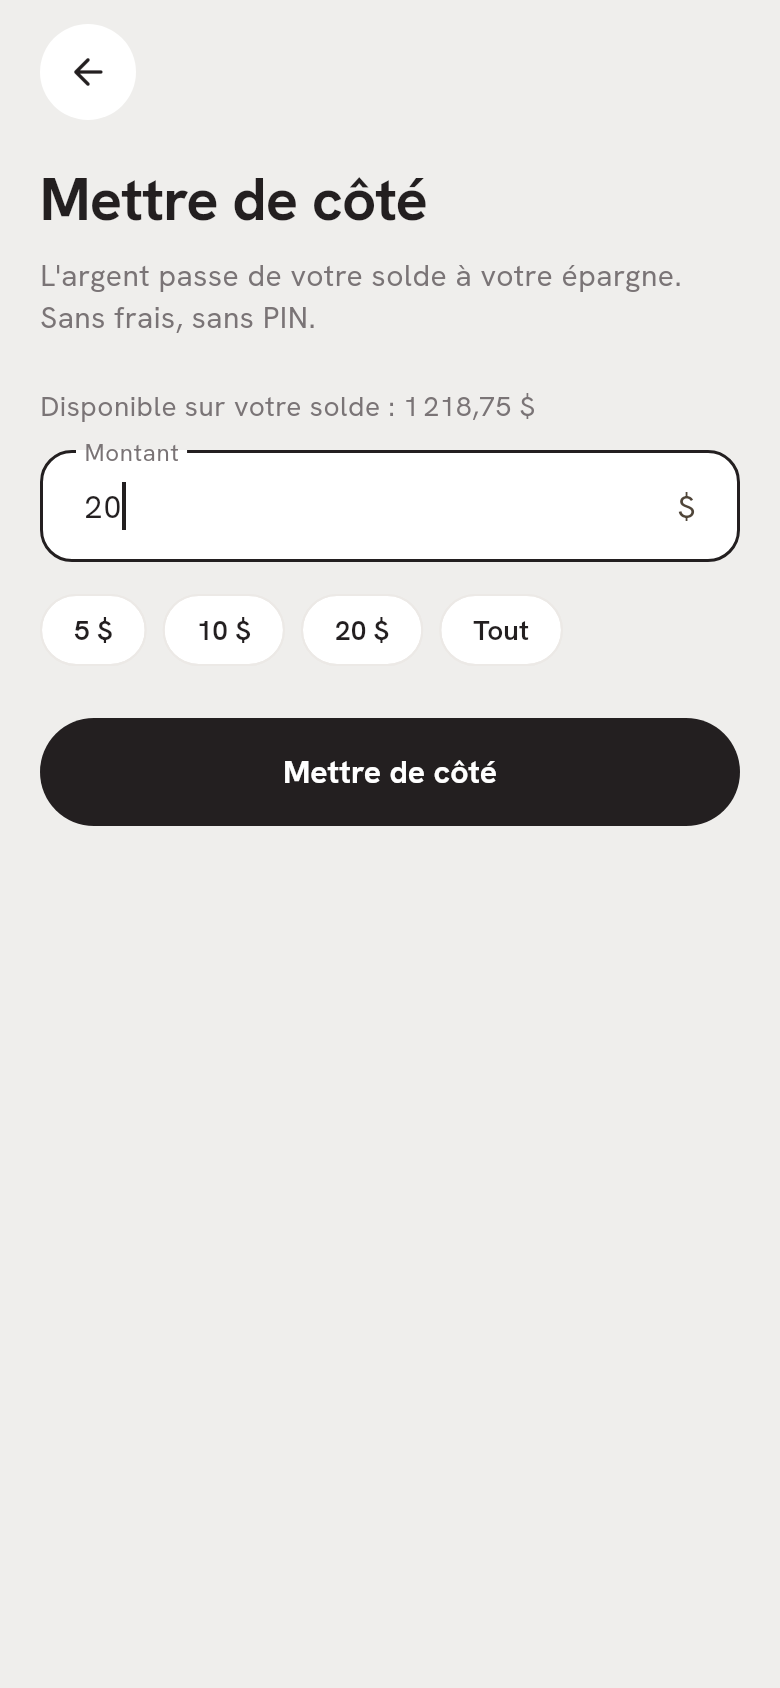 Mettre de côté
L'argent passe de votre solde à votre épargne.
Sans frais, sans PIN.
Disponible sur votre solde : 1 218,75 $
Montant
20 $
5 $ 10 $ 20 $ Tout
Mettre de côté